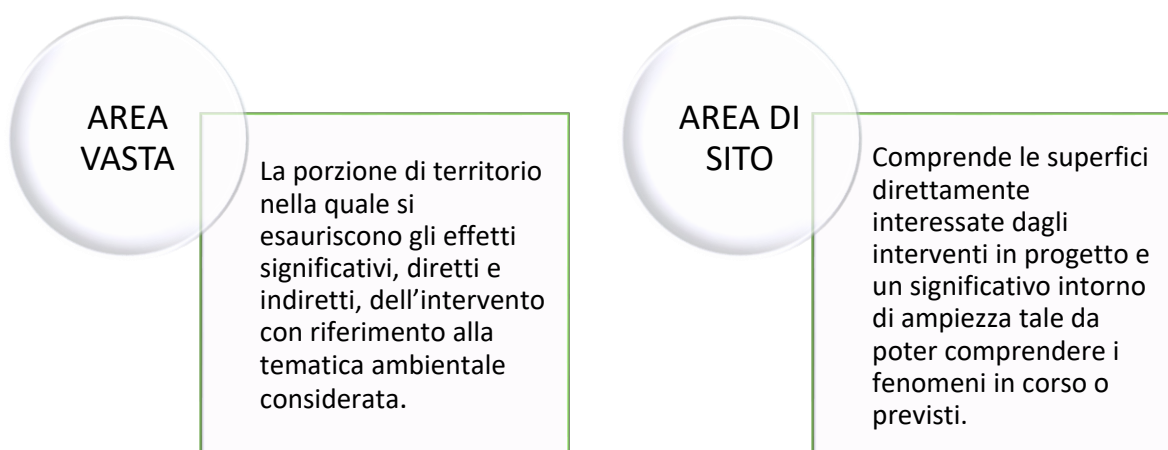 AREA
VASTA
La porzione di territorio
nella quale si
esauriscono gli effetti
significativi, diretti e
indiretti, dell’intervento
con riferimento alla
tematica ambientale
considerata.
AREA DI
SITO
Comprende le superfici
direttamente
interessate dagli
interventi in progetto e
un significativo intorno
di ampiezza tale da
poter comprendere i
fenomeni in corso o
previsti.